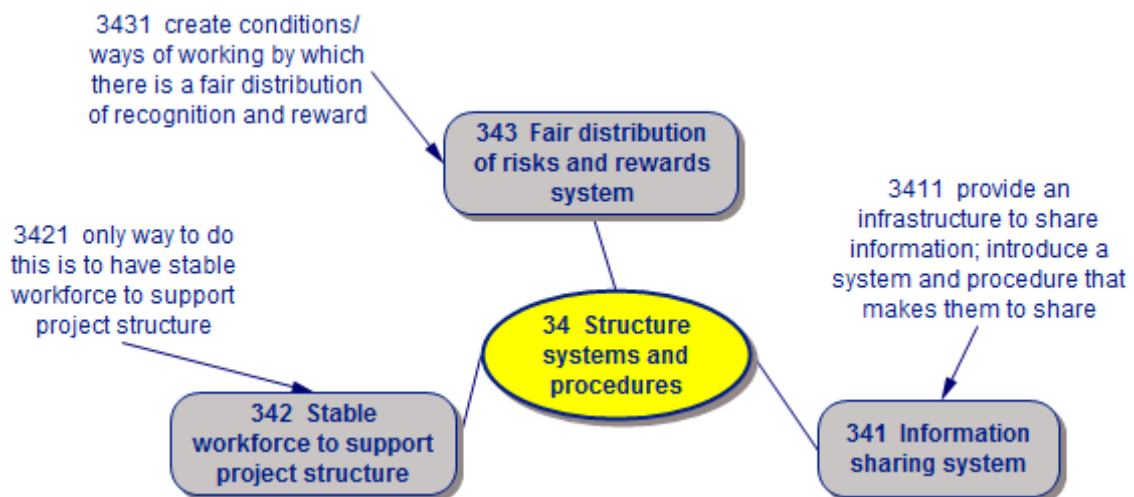 3431  create conditions/
ways of working by which
there is a fair distribution
of recognition and reward
343  Fair distribution
of risks and rewards
system
3411  provide an
infrastructure to share
information; introduce a
system and procedure that
makes them to share
3421  only way to do
this is to have stable
workforce to support
project structure
34  Structure
systems and
procedures
342  Stable
workforce to support
project structure
341  Information
sharing system